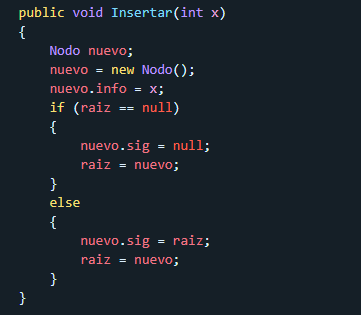 public void Insertar(int x)
{
    Nodo nuevo;
    nuevo = new Nodo();
    nuevo.info = x;
    if (raiz == null)
    {
        nuevo.sig = null;
        raiz = nuevo;
    }
    else
    {
        nuevo.sig = raiz;
        raiz = nuevo;
    }
}